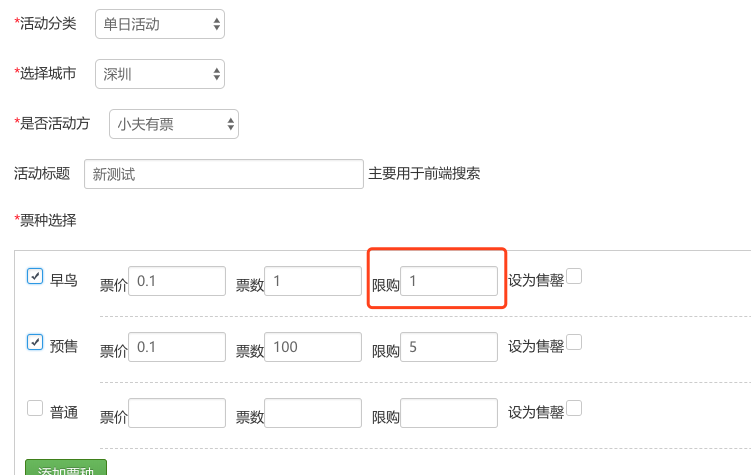 *活动分类 单日活动
*选择城市 深圳
*是否活动方 小夫有票
活动标题 新测试 主要用于前端搜索
*票种选择
早鸟 票价 0.1 票数 1 限购 1 设为售罄
预售 票价 0.1 票数 100 限购 5 设为售罄
普通 票价 票数 限购 设为售罄
添加票种